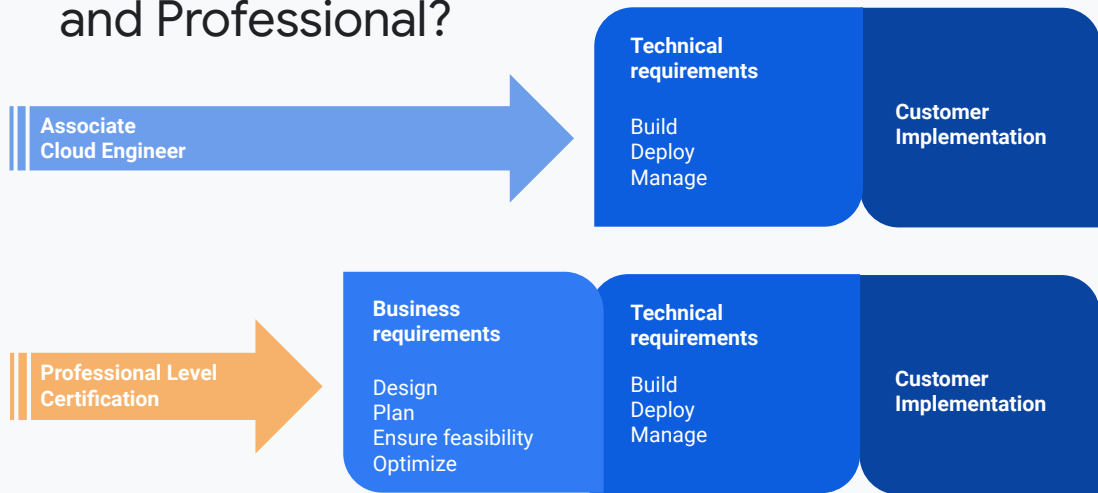 and Professional?
Associate
Cloud Engineer
Technical
requirements
Build
Deploy
Manage
Customer
Implementation
Professional Level
Certification
Business
requirements
Design
Plan
Ensure feasibility
Optimize
Technical
requirements
Build
Deploy
Manage
Customer
Implementation